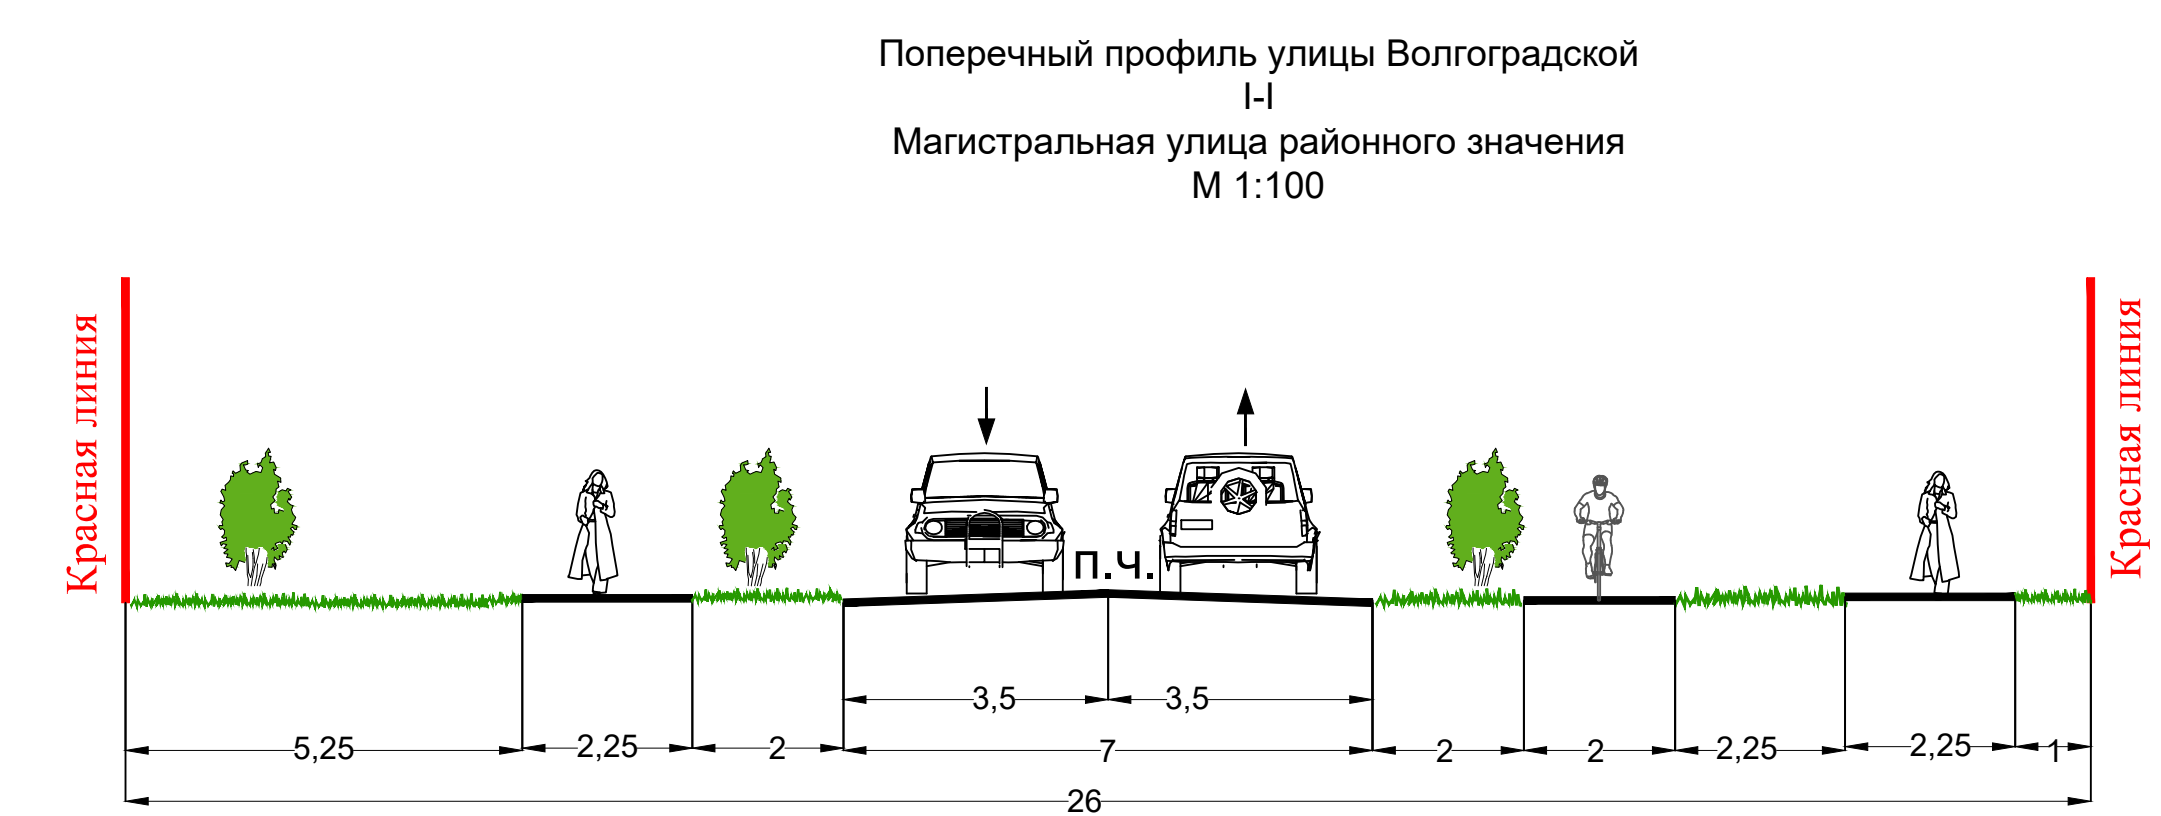 Поперечный профиль улицы Волгоградской
I-I
Магистральная улица районного значения
М 1:100
Красная линия
Красная линия
п.ч.
3,5 3,5
5,25 2,25 2 7 2 2 2,25 2,25 1
26